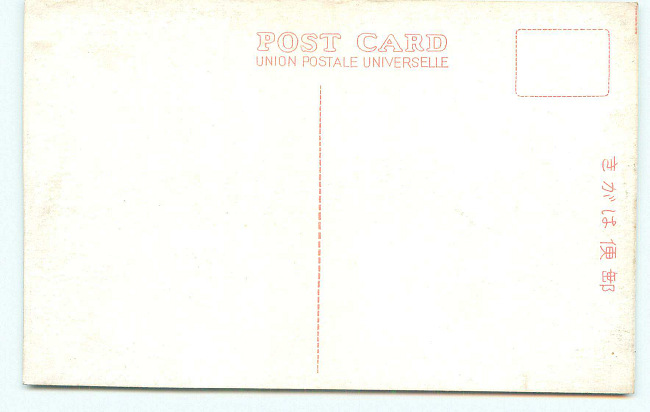 POST CARD
UNION POSTALE UNIVERSELLE
郵便はがき